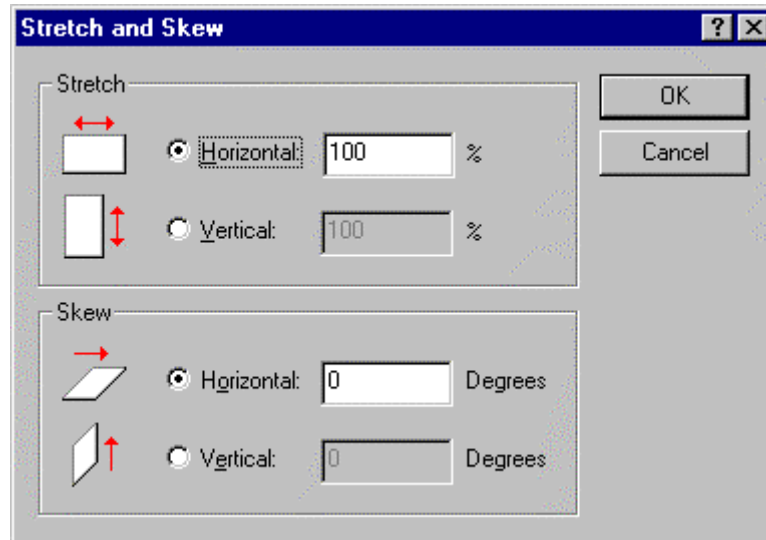 Stretch and Skew
Stretch
Horizontal: 100 %
Vertical: 100 %
OK
Cancel
Skew
Horizontal: 0 Degrees
Vertical: 0 Degrees